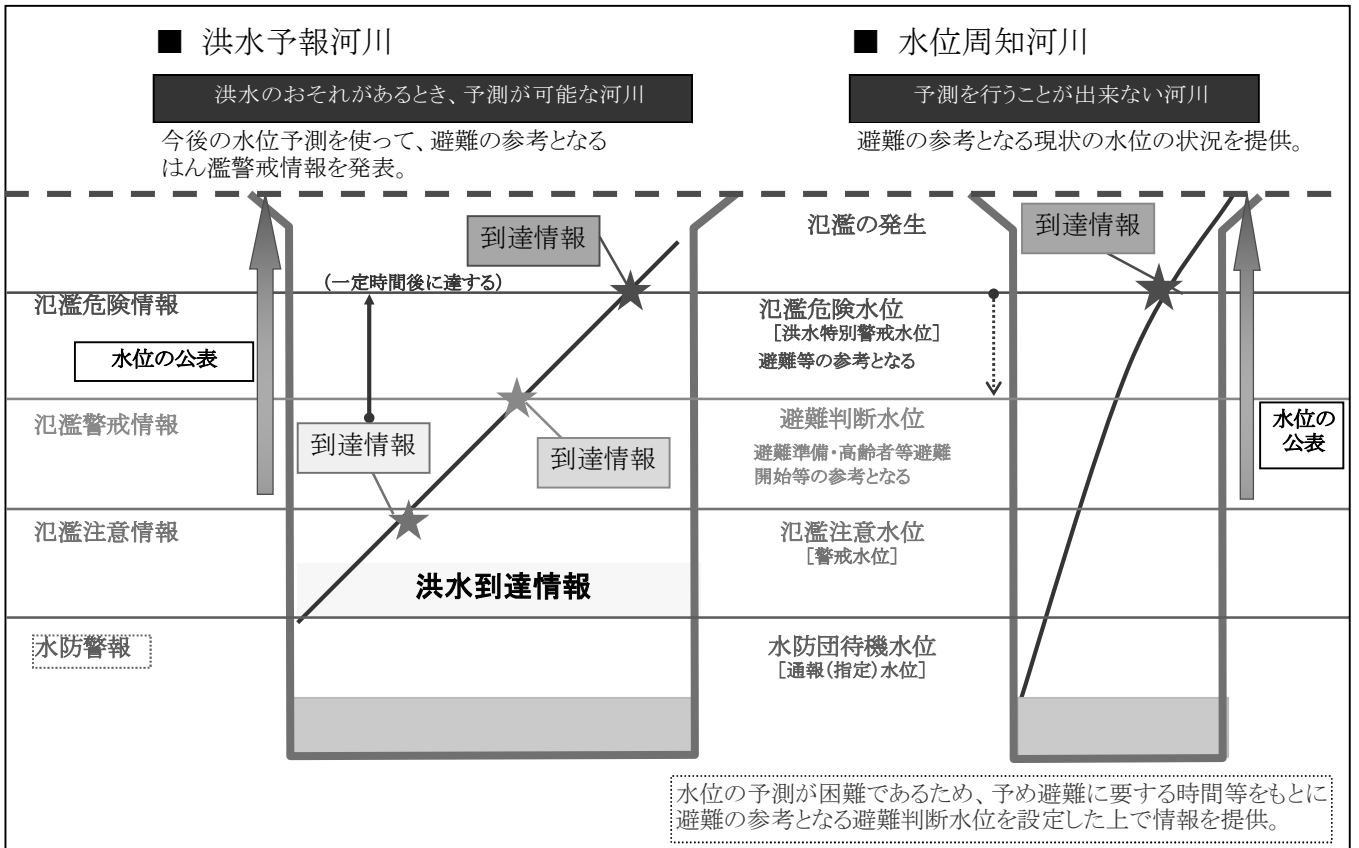 ■ 洪水予報河川
洪水のおそれがあるとき、予測が可能な河川
今後の水位予測を使って、避難の参考となる
はん濫警戒情報を発表。
■ 水位周知河川
予測を行うことが出来ない河川
避難の参考となる現状の水位の状況を提供。
到達情報
氾濫の発生
到達情報
(一定時間後に達する)
氾濫危険情報
氾濫危険水位
[洪水特別警戒水位]
避難等の参考となる
水位の公表
氾濫警戒情報
到達情報
到達情報
避難判断水位
避難準備・高齢者等避難
開始等の参考となる
水位の
公表
氾濫注意情報
氾濫注意水位
[警戒水位]
洪水到達情報
水防警報
水防団待機水位
[通報(指定)水位]
水位の予測が困難であるため、予め避難に要する時間等をもとに
避難の参考となる避難判断水位を設定した上で情報を提供。